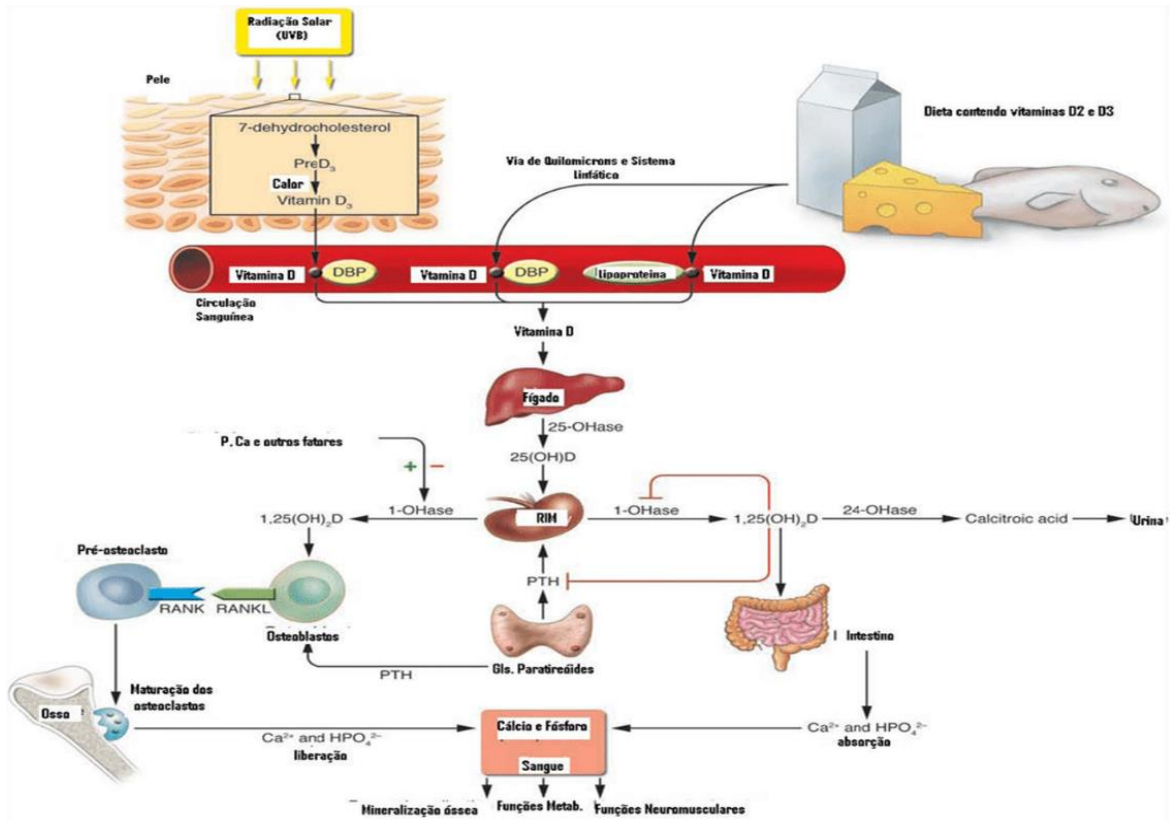 Radiação Solar
(UVB)
Pele
7-dehydrocholesterol
PreD₃
Calor
Vitamin D₃
Dieta contendo vitaminas D2 e D3
Via de Quilomicrons e Sistema
linfático
Vitamina D
DBP
Vtamina D
DBP
lipoproteina
Vitamina D
Circulação
Sanguínea
Vitamina D
Fígado
25-OHase
25(OH)D
P, Ca e outros fatores
+ −
1,25(OH)₂D
1-OHase
RIM
1-OHase
1,25(OH)₂D
24-OHase
Calcitroic acid
Urina
Pré-osteoclasto
RANK
RANKL
Osteoblastos
PTH
Gls. Paratireóides
PTH
Intestino
Maturação dos
osteoclastos
Osso
Ca²⁺ and HPO₄²⁻
liberação
Cálcio e Fósforo
Sangue
Ca²⁺ and HPO₄²⁻
absorção
Mineralização óssea
Funções Metab.
Funções Neuromusculares